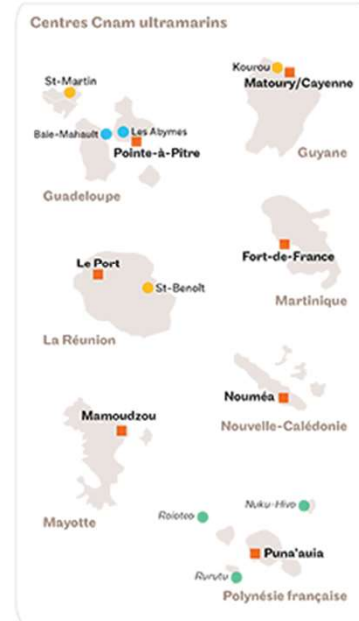 Centres Cnam ultramarins
St-Martin
Baie-Mahault
Les Abymes
Pointe-à-Pître
Guadeloupe
Kourou
Matoury/Cayenne
Guyane
Le Port
St-Benoît
La Réunion
Fort-de-France
Martinique
Nouméa
Nouvelle-Calédonie
Mamoudzou
Mayotte
Raiatea
Nuku-Hiva
Puna'auia
Rurutu
Polynésie française